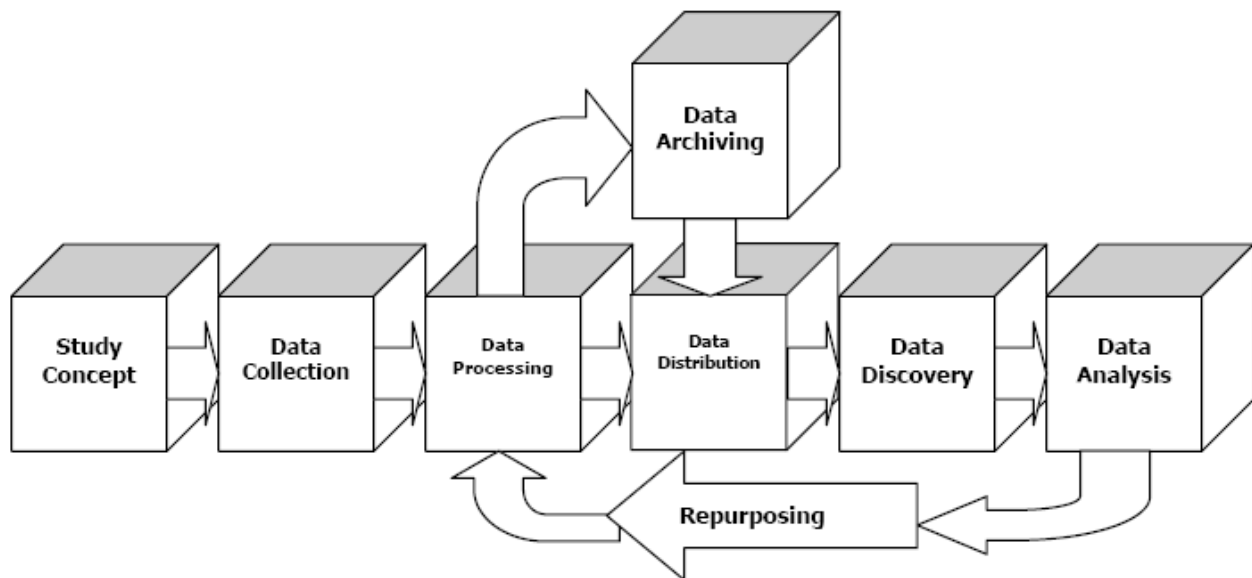 Data
Archiving
Study
Concept
Data
Collection
Data
Processing
Data
Distribution
Data
Discovery
Data
Analysis
Repurposing